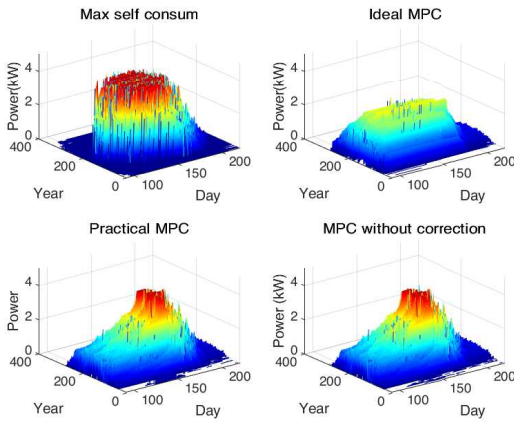 Max self consum
Power(kW)
4
2
0
400
200
0
Year
100
150
200
Day
Ideal MPC
Power(kW)
4
2
0
400
200
0
Year
100
150
200
Day
Practical MPC
Power
4
2
0
400
200
0
Year
100
150
200
Day
MPC without correction
Power (kW)
4
2
0
400
200
0
Year
100
150
200
Day